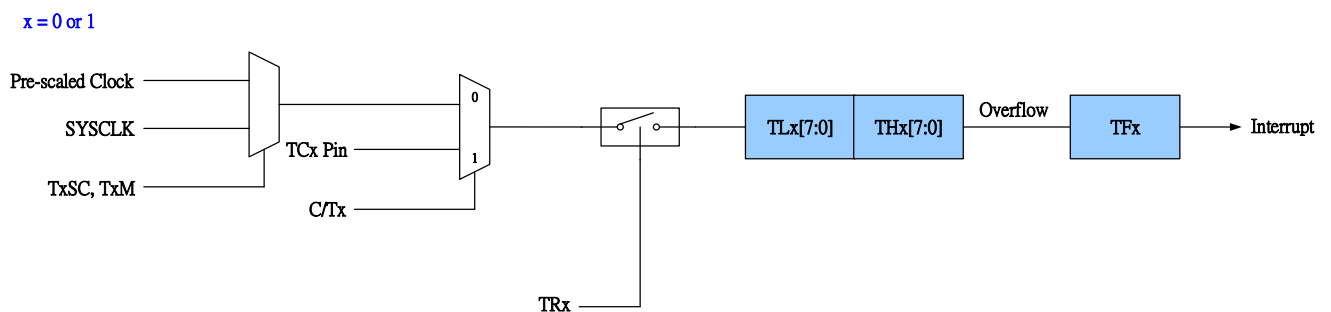 x = 0 or 1
Pre-scaled Clock
SYSCLK
TxSC, TxM
0
TCx Pin
1
C/Tx
TRx
TLx[7:0]
THx[7:0]
Overflow
TFx
Interrupt